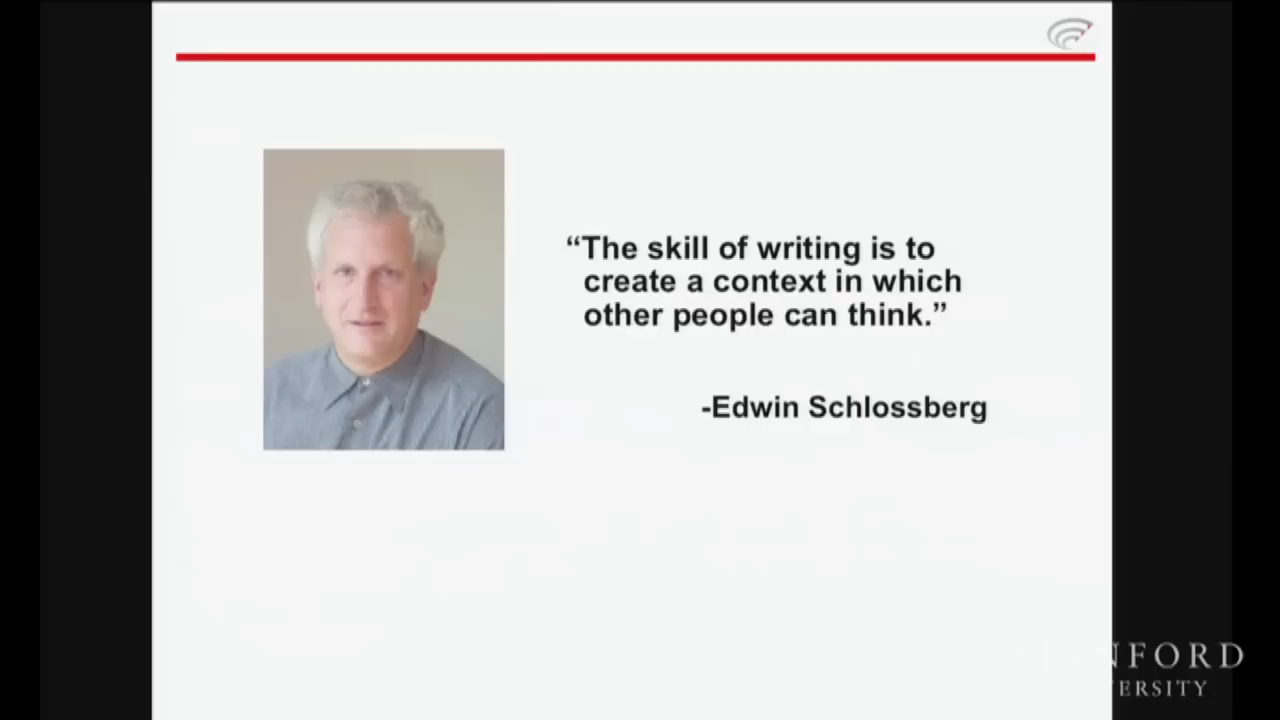 “The skill of writing is to
create a context in which
other people can think.”
-Edwin Schlossberg